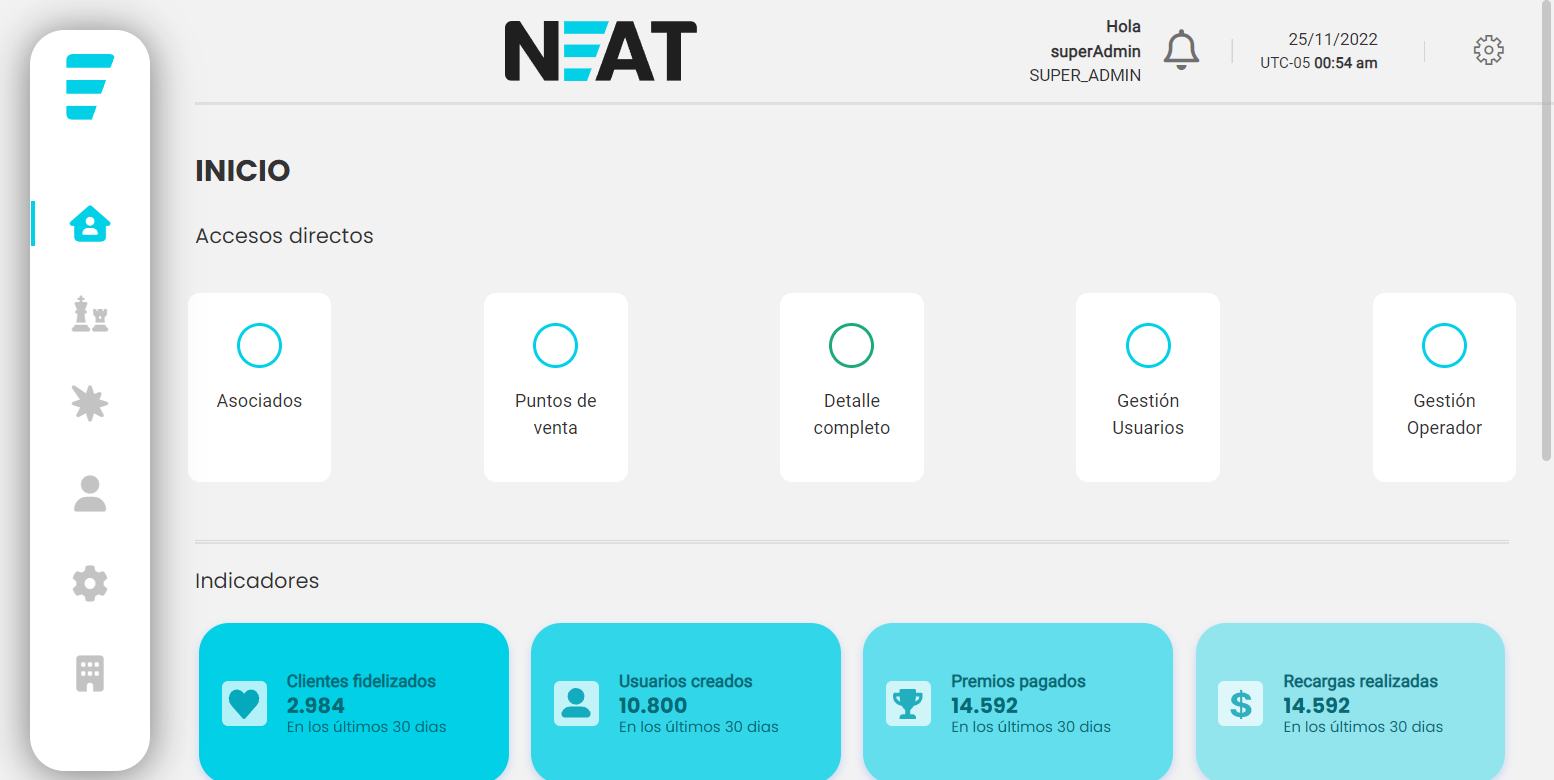 NEAT
Hola
superAdmin
SUPER_ADMIN
25/11/2022
UTC-05 00:54 am
INICIO
Accesos directos
Asociados
Puntos de
venta
Detalle
completo
Gestión
Usuarios
Gestión
Operador
Indicadores
Clientes fidelizados
2.984
En los últimos 30 dias
Usuarios creados
10.800
En los últimos 30 dias
Premios pagados
14.592
En los últimos 30 dias
Recargas realizadas
14.592
En los últimos 30 dias